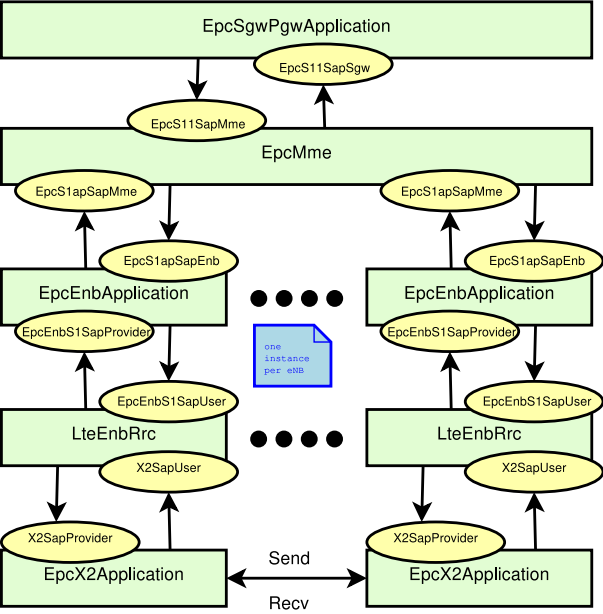 EpcSgwPgwApplication
EpcS11SapSgw
EpcS11SapMme
EpcMme
EpcS1apSapMme
EpcS1apSapMme
EpcS1apSapEnb
EpcS1apSapEnb
EpcEnbApplication
EpcEnbApplication
EpcEnbS1SapProvider
EpcEnbS1SapProvider
one
instance
per eNB
EpcEnbS1SapUser
EpcEnbS1SapUser
LteEnbRrc
LteEnbRrc
X2SapUser
X2SapUser
X2SapProvider
X2SapProvider
EpcX2Application
Send
EpcX2Application
Recv